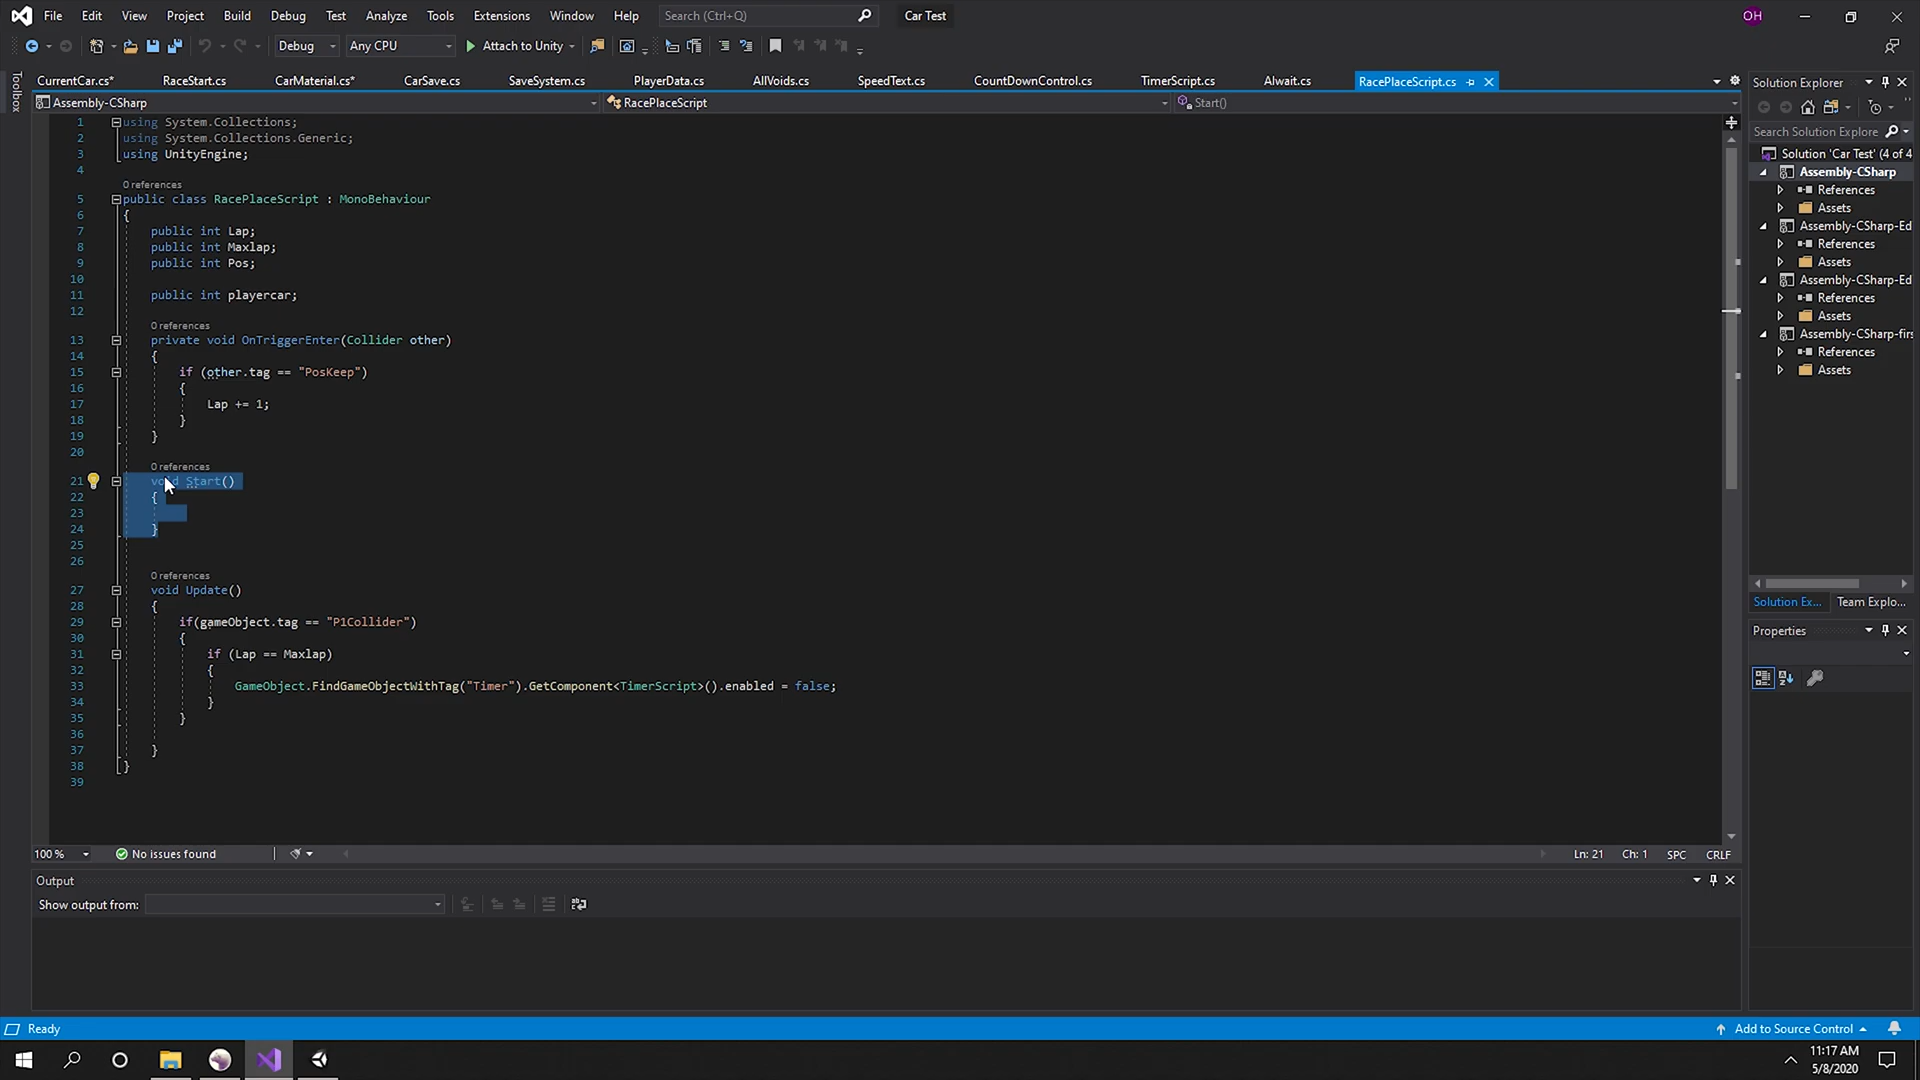 File Edit View Project Build Debug Test Analyze Tools Extensions Window Help Search (Ctrl+Q) Car Test OH
Debug Any CPU Attach to Unity
CurrentCar.cs* RaceStart.cs CarMaterial.cs* CarSave.cs SaveSystem.cs PlayerData.cs AllVoids.cs SpeedText.cs CountDownControl.cs TimerScript.cs AIwait.cs RacePlaceScript.cs
Toolbox
Assembly-CSharp RacePlaceScript Start()
1 using System.Collections;
2 using System.Collections.Generic;
3 using UnityEngine;
4
0 references
5 public class RacePlaceScript : MonoBehaviour
6 {
7 public int Lap;
8 public int Maxlap;
9 public int Pos;
10
11 public int playercar;
12
0 references
13 private void OnTriggerEnter(Collider other)
14 {
15 if (other.tag == "PosKeep")
16 {
17 Lap += 1;
18 }
19 }
20
0 references
21 void Start()
22 {
23
24 }
25
26
0 references
27 void Update()
28 {
29 if(gameObject.tag == "P1Collider")
30 {
31 if (Lap == Maxlap)
32 {
33 GameObject.FindGameObjectWithTag("Timer").GetComponent<TimerScript>().enabled = false;
34 }
35 }
36
37 }
38 }
39
100 % No issues found Ln: 21 Ch: 1 SPC CRLF
Output
Show output from:
Solution Explorer
Search Solution Explore
Solution 'Car Test' (4 of 4
Assembly-CSharp
References
Assets
Assembly-CSharp-Ed
References
Assets
Assembly-CSharp-Ed
References
Assets
Assembly-CSharp-firs
References
Assets
Solution Ex... Team Explo...
Properties
Ready Add to Source Control
11:17 AM
5/8/2020